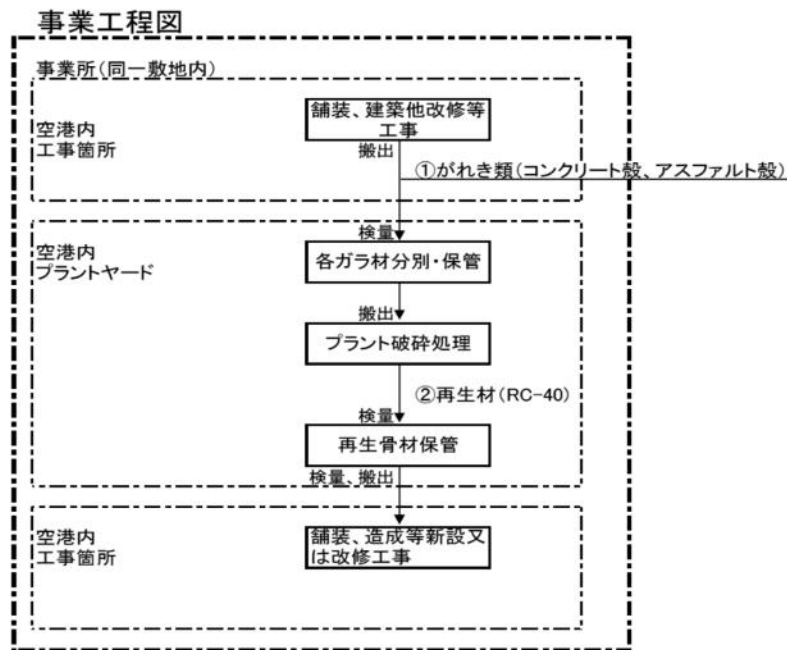 事業工程図
事業所(同一敷地内)
空港内
工事箇所
舗装、建築他改修等
工事
搬出
①がれき類(コンクリート殻、アスファルト殻)
空港内
プラントヤード
検量
各ガラ材分別・保管
搬出
プラント破砕処理
②再生材(RC-40)
検量
再生骨材保管
検量、搬出
空港内
工事箇所
舗装、造成等新設又
は改修工事